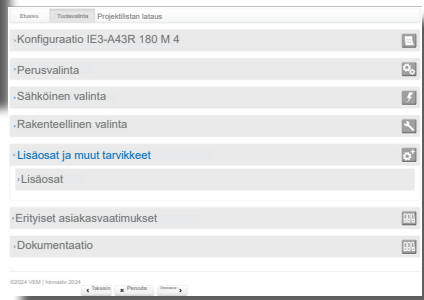 Etusivu Tuotevalinta Projektilistan lataus
Konfiguraatio IE3-A43R 180 M 4
Perusvalinta
Sähköinen valinta
Rakenteellinen valinta
Lisäosat ja muut tarvikkeet
Lisäosat
Erityiset asiakasvaatimukset
Dokumentaatio
©2024 VEM | hinnasto 2024
Takaisin Peruuta